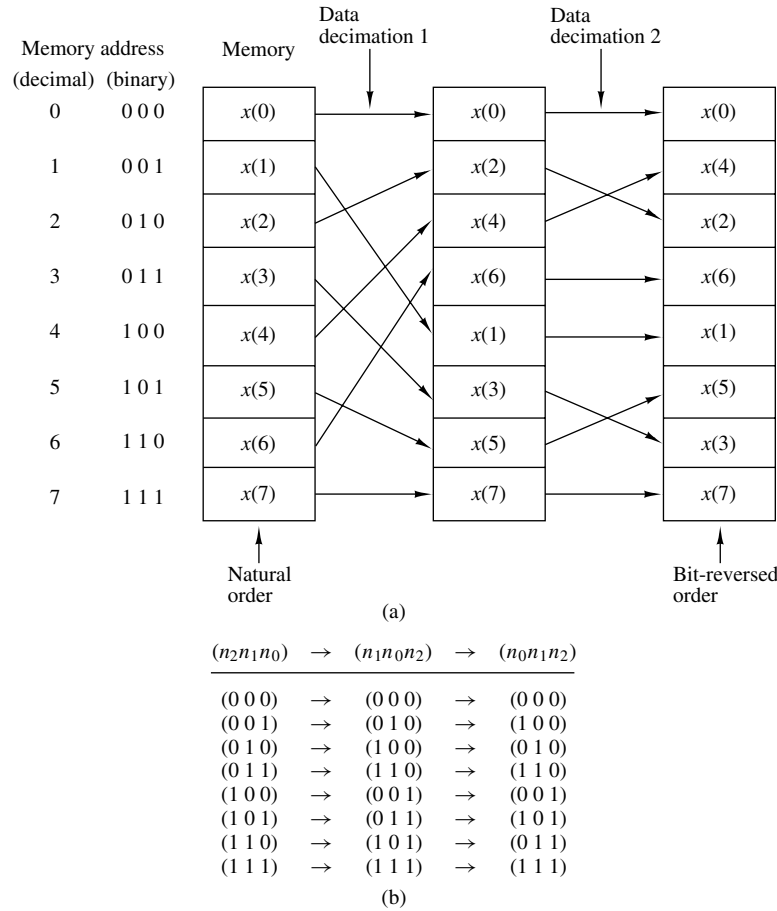 Data decimation 1
Data decimation 2
Memory address
Memory
(decimal) (binary)
0 0 0 0 x(0) x(0) x(0)
1 0 0 1 x(1) x(2) x(4)
2 0 1 0 x(2) x(4) x(2)
3 0 1 1 x(3) x(6) x(6)
4 1 0 0 x(4) x(1) x(1)
5 1 0 1 x(5) x(3) x(5)
6 1 1 0 x(6) x(5) x(3)
7 1 1 1 x(7) x(7) x(7)
Natural order
Bit-reversed order
(a)
(n₂n₁n₀) → (n₁n₀n₂) → (n₀n₁n₂)
(0 0 0) → (0 0 0) → (0 0 0)
(0 0 1) → (0 1 0) → (1 0 0)
(0 1 0) → (1 0 0) → (0 1 0)
(0 1 1) → (1 1 0) → (1 1 0)
(1 0 0) → (0 0 1) → (0 0 1)
(1 0 1) → (0 1 1) → (1 0 1)
(1 1 0) → (1 0 1) → (0 1 1)
(1 1 1) → (1 1 1) → (1 1 1)
(b)